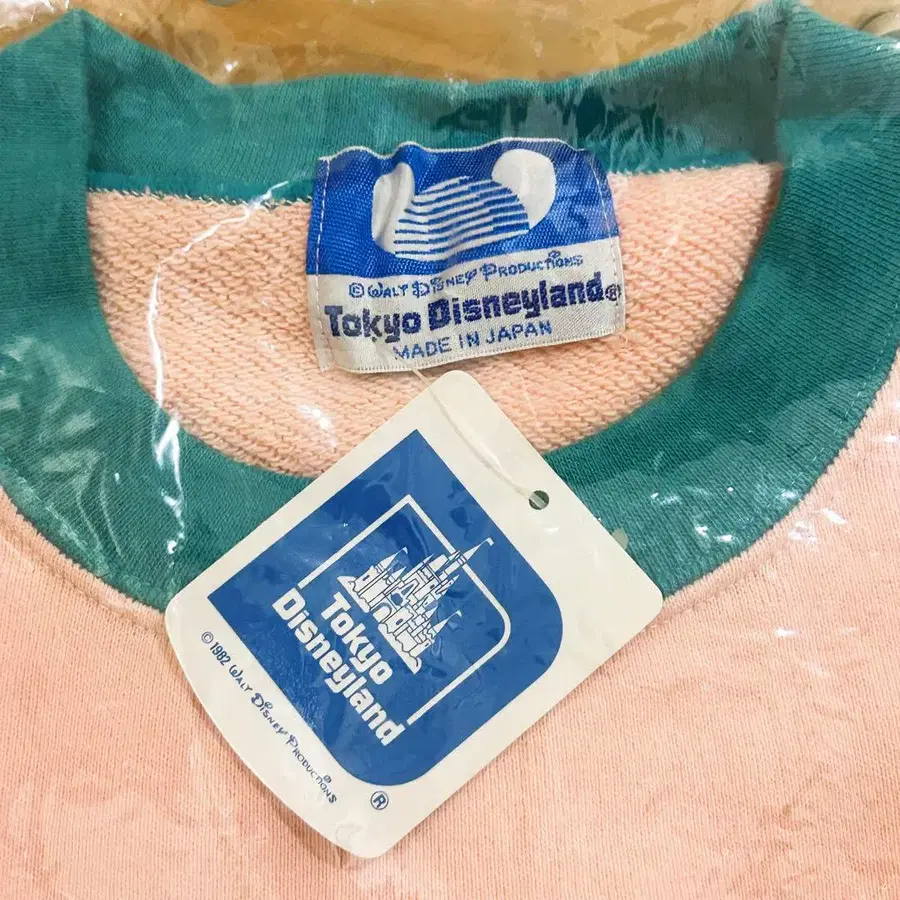 © WALT DISNEY PRODUCTIONS
Tokyo Disneyland®
MADE IN JAPAN
Tokyo
Disneyland
© 1982 WALT DISNEY PRODUCTIONS
®